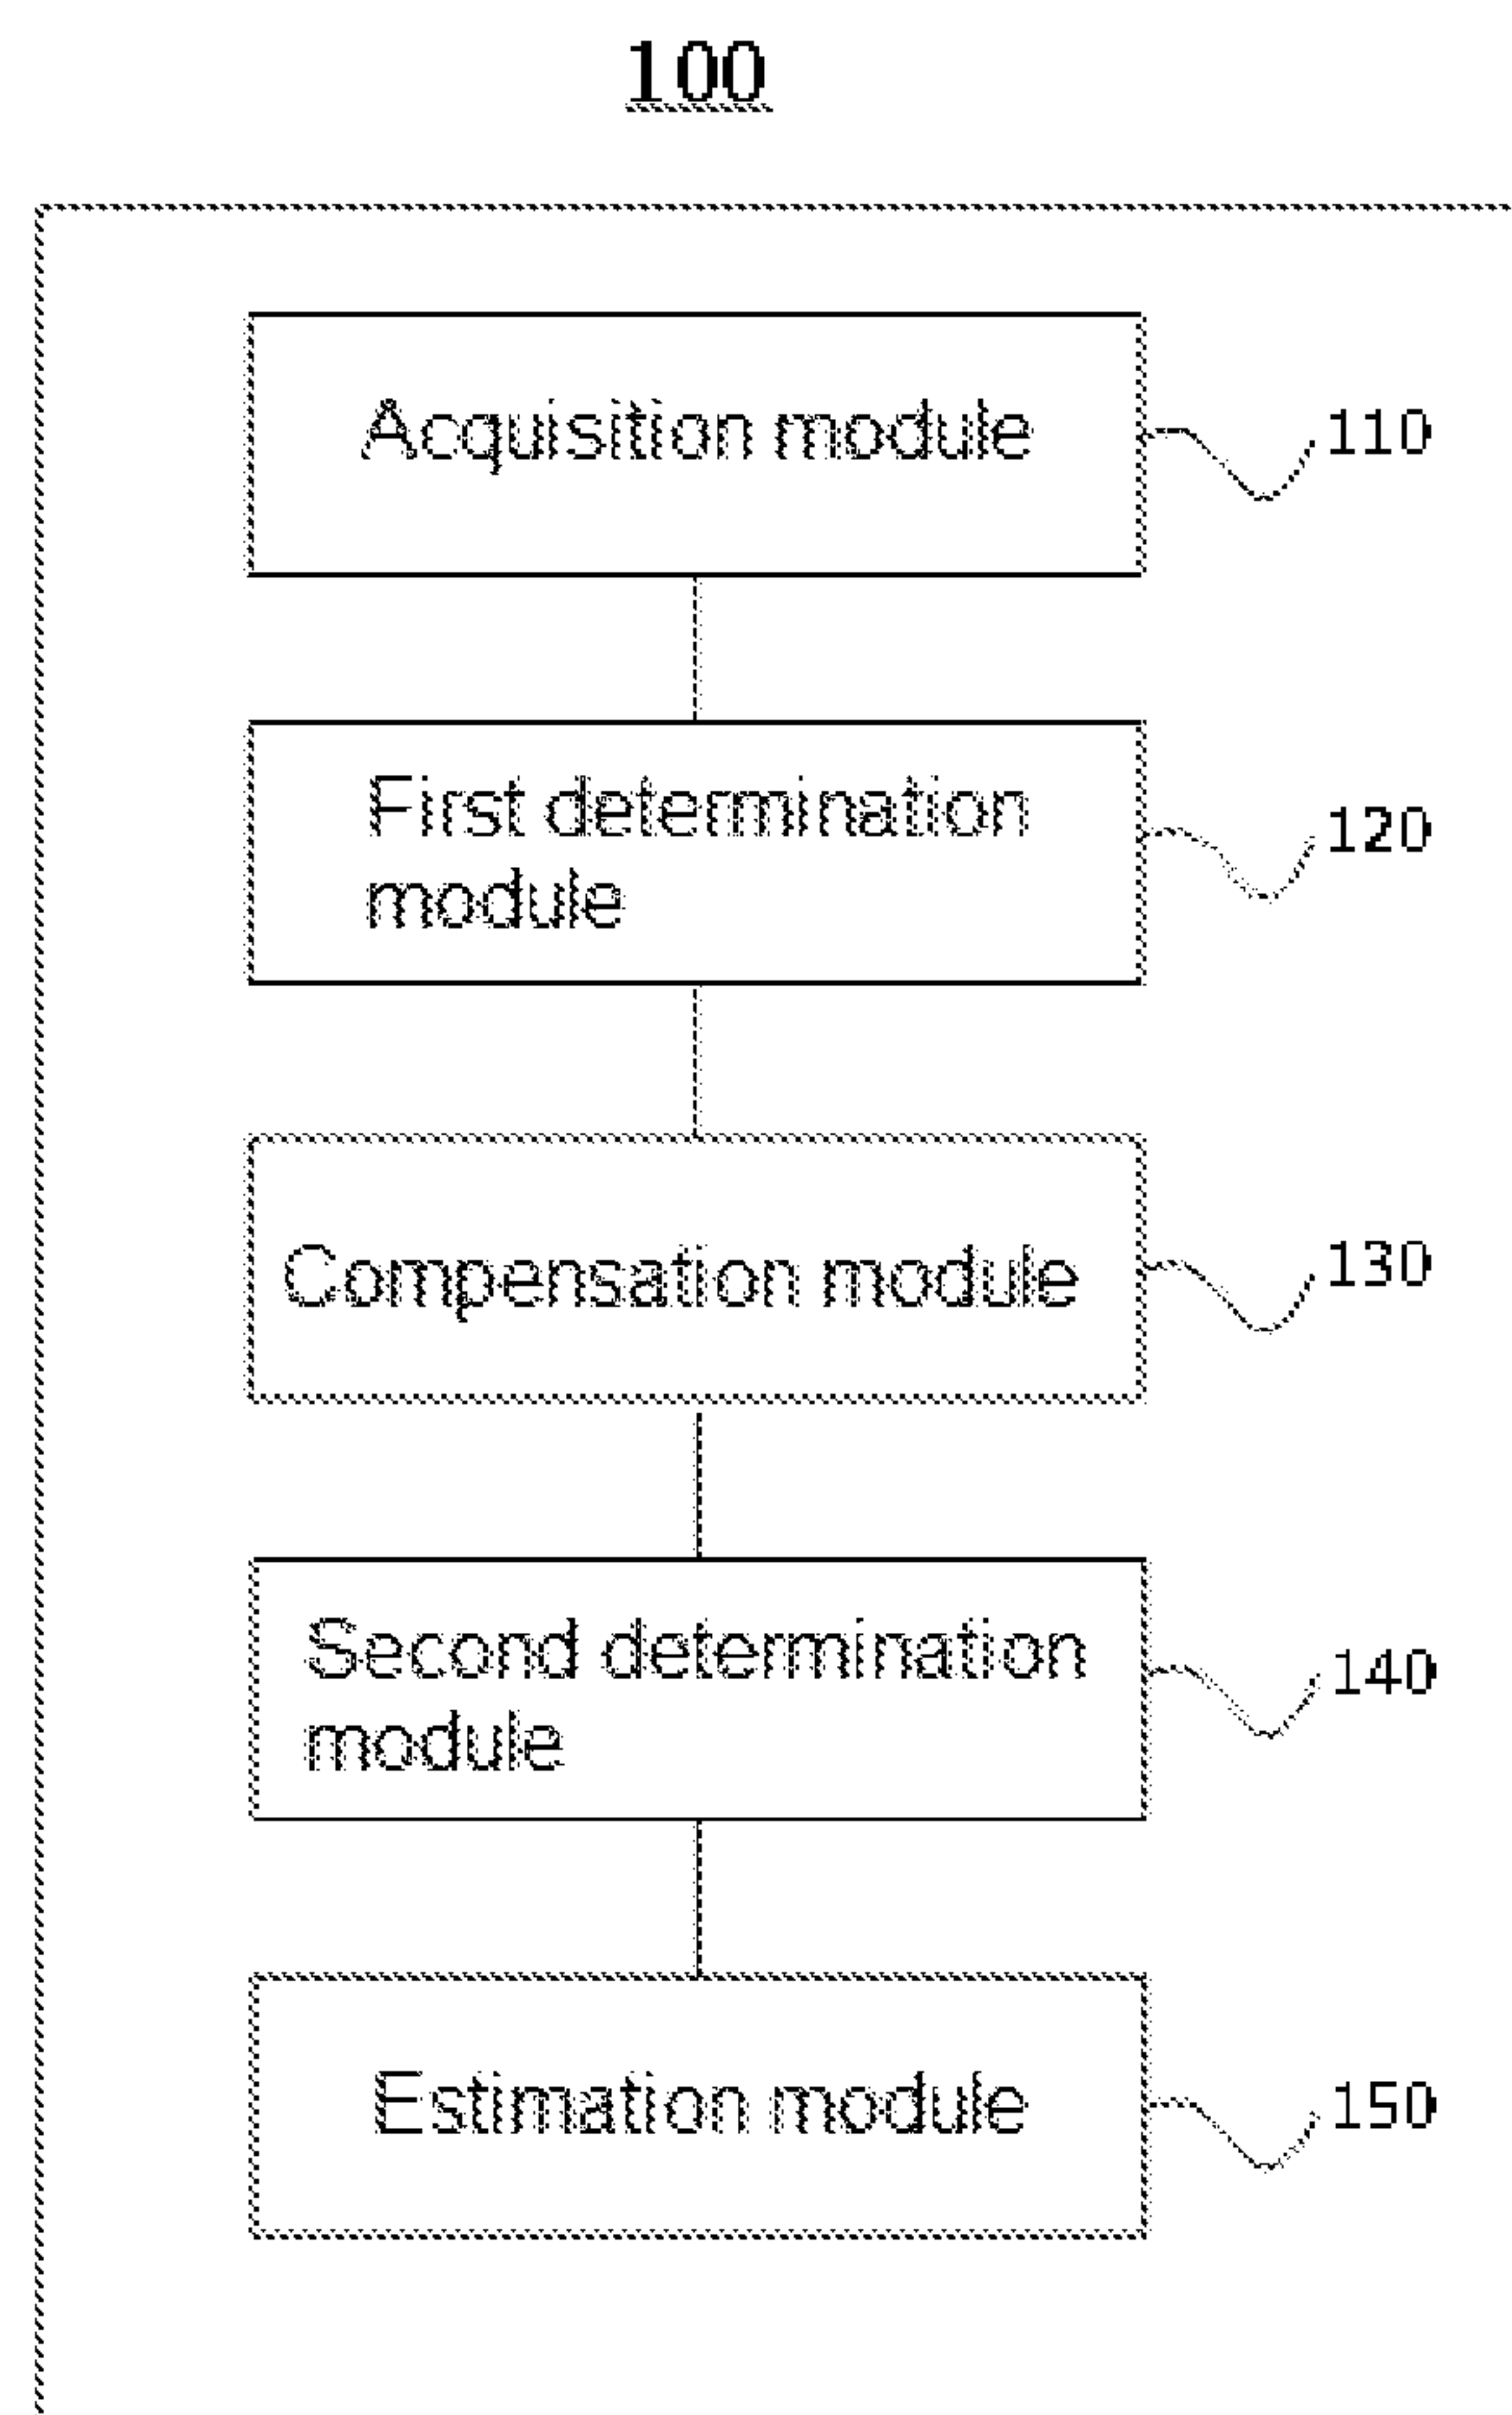 100
Acquisition module
110
First determination
module
120
Compensation module
130
Second determination
module
140
Estimation module
150